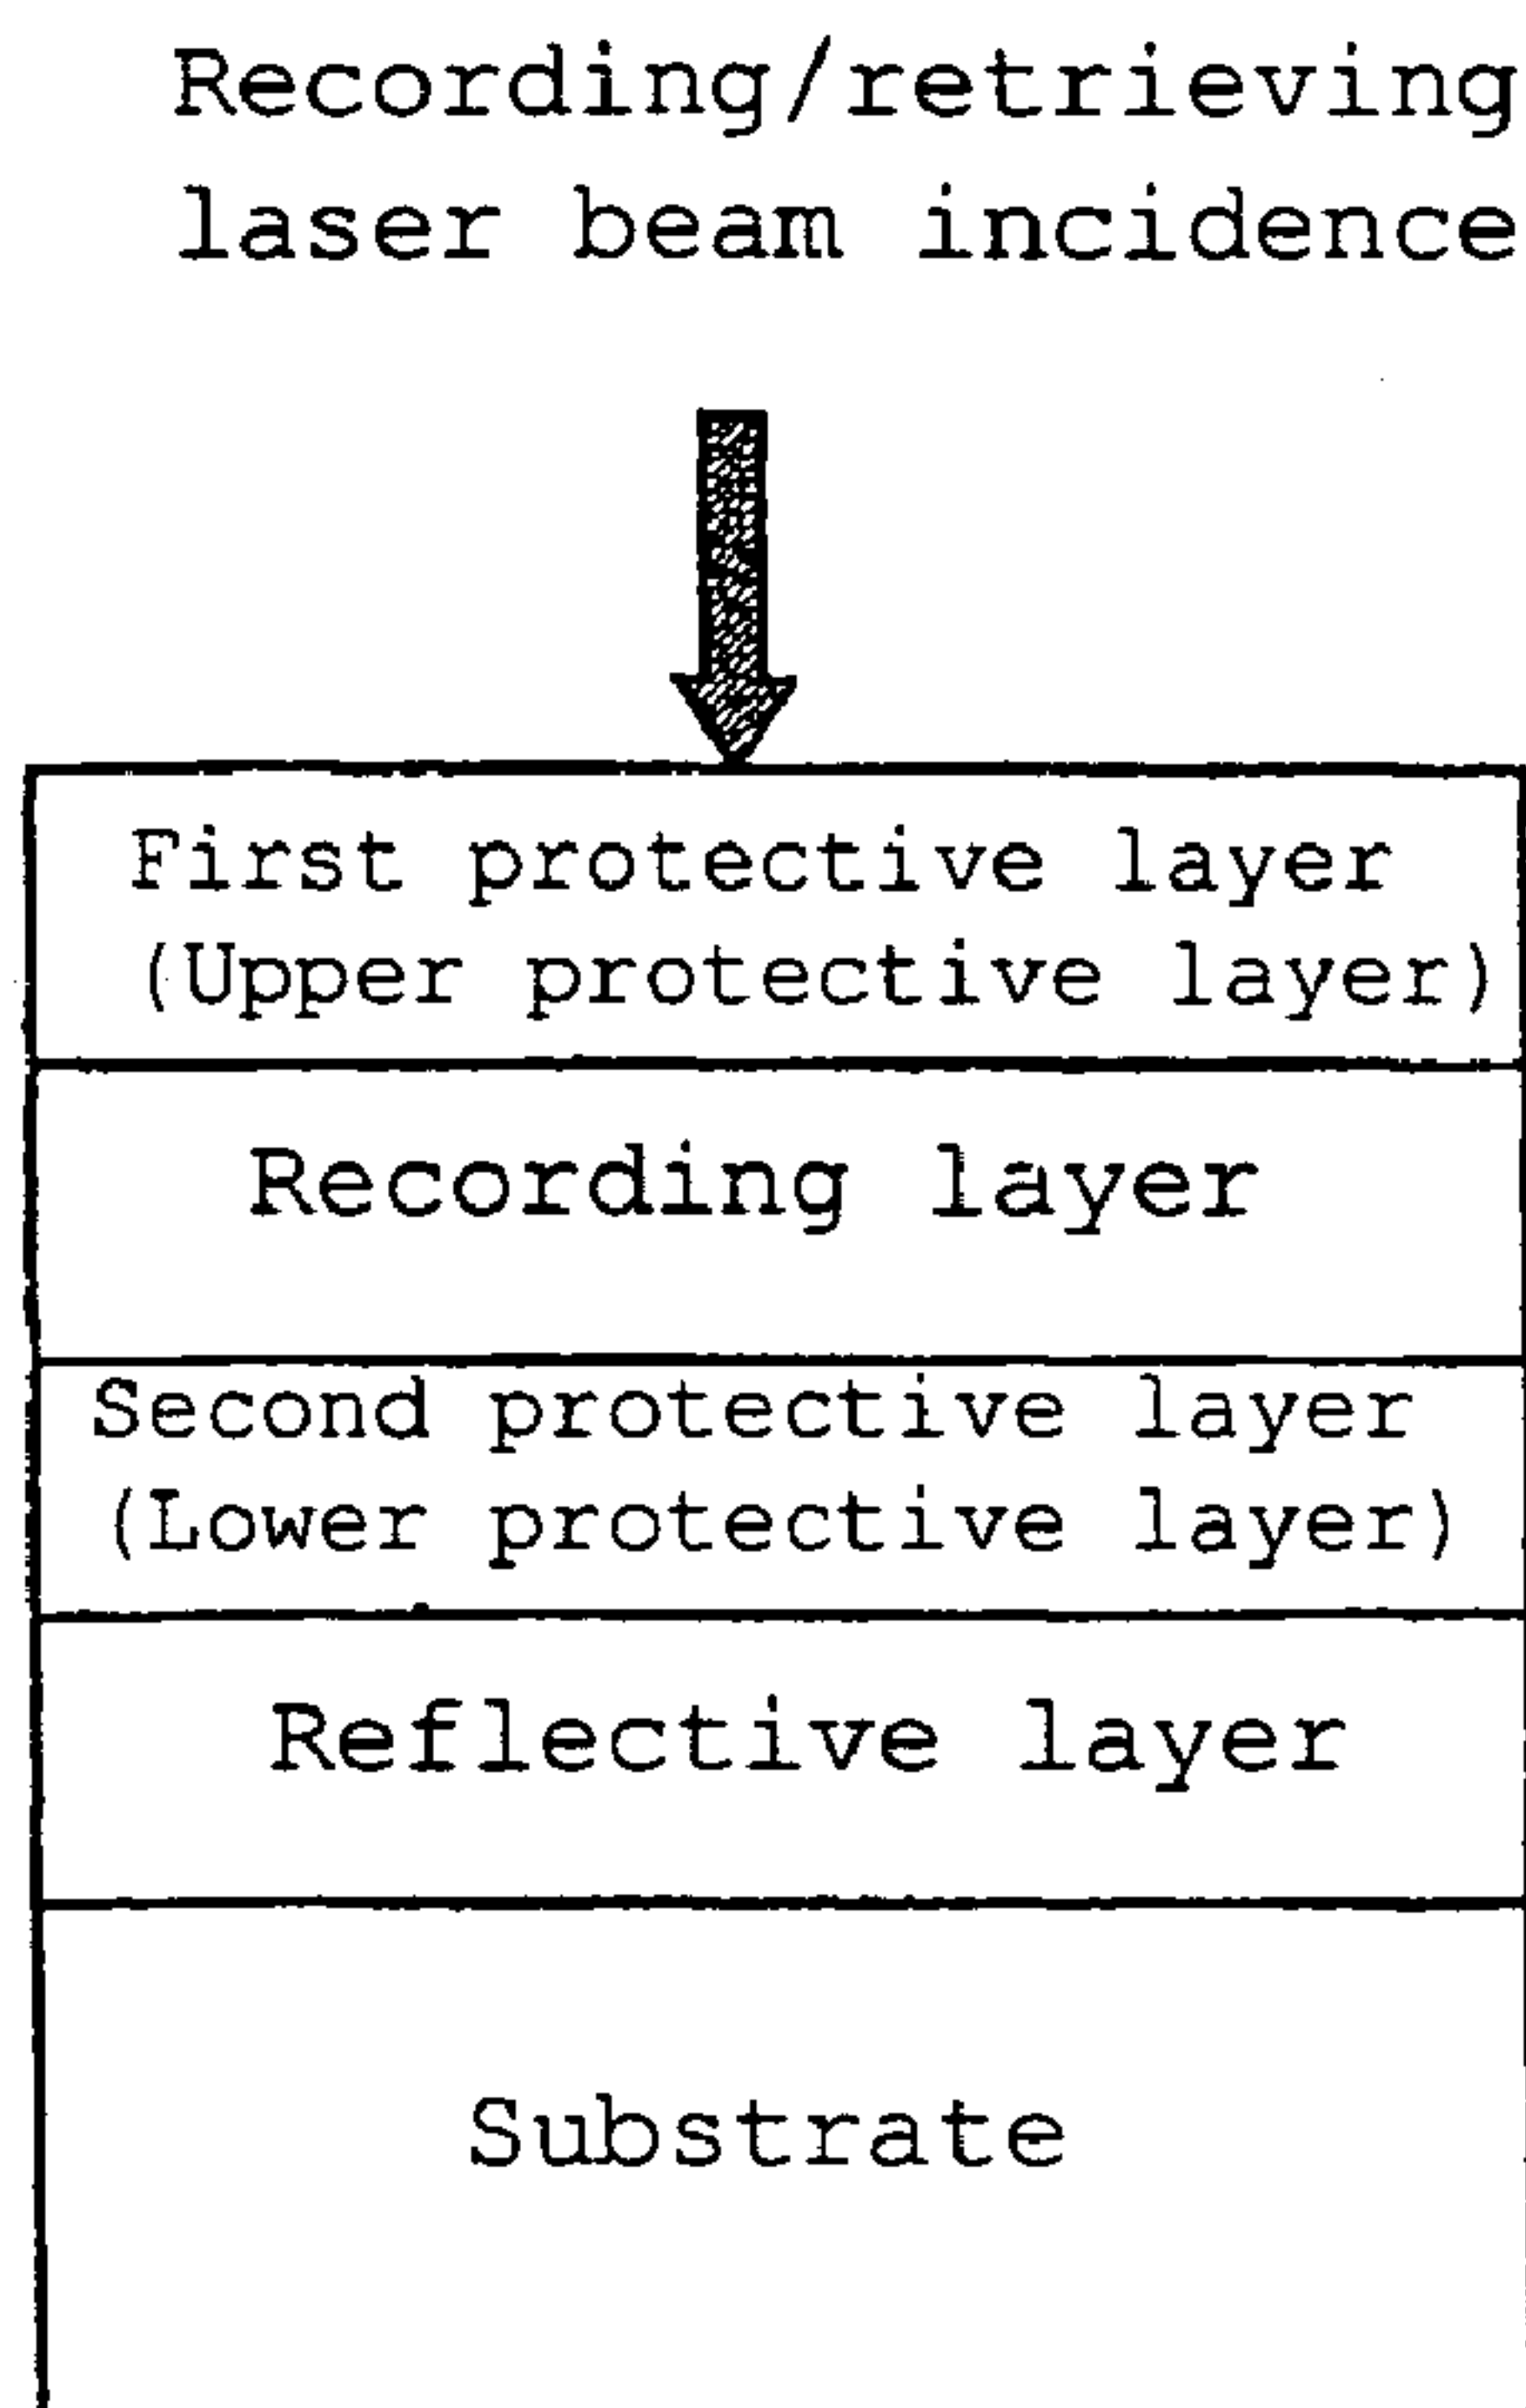 Recording/retrieving
laser beam incidence
First protective layer
(Upper protective layer)
Recording layer
Second protective layer
(Lower protective layer)
Reflective layer
Substrate